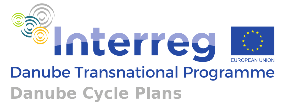 Interreg
EUROPEAN UNION
Danube Transnational Programme
Danube Cycle Plans